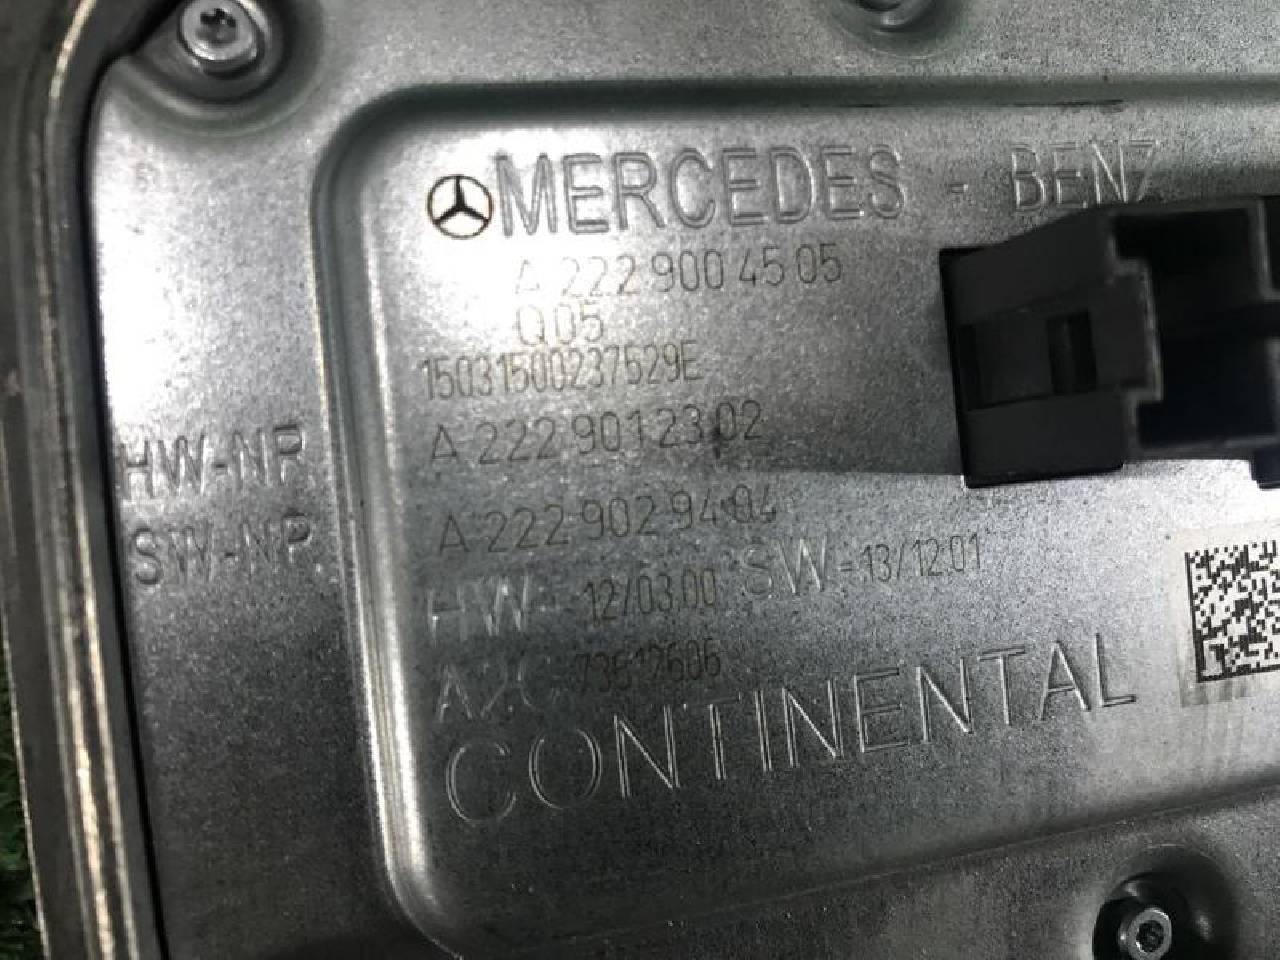 MERCEDES - BENZ
A 222 900 45 05
Q05
15031500237529E
HW-NR. A 222 901 23 02
SW-NR. A 222 902 94 04
HW - 12/03.00 SW - 13/12.01
A2C 73612606
CONTINENTAL